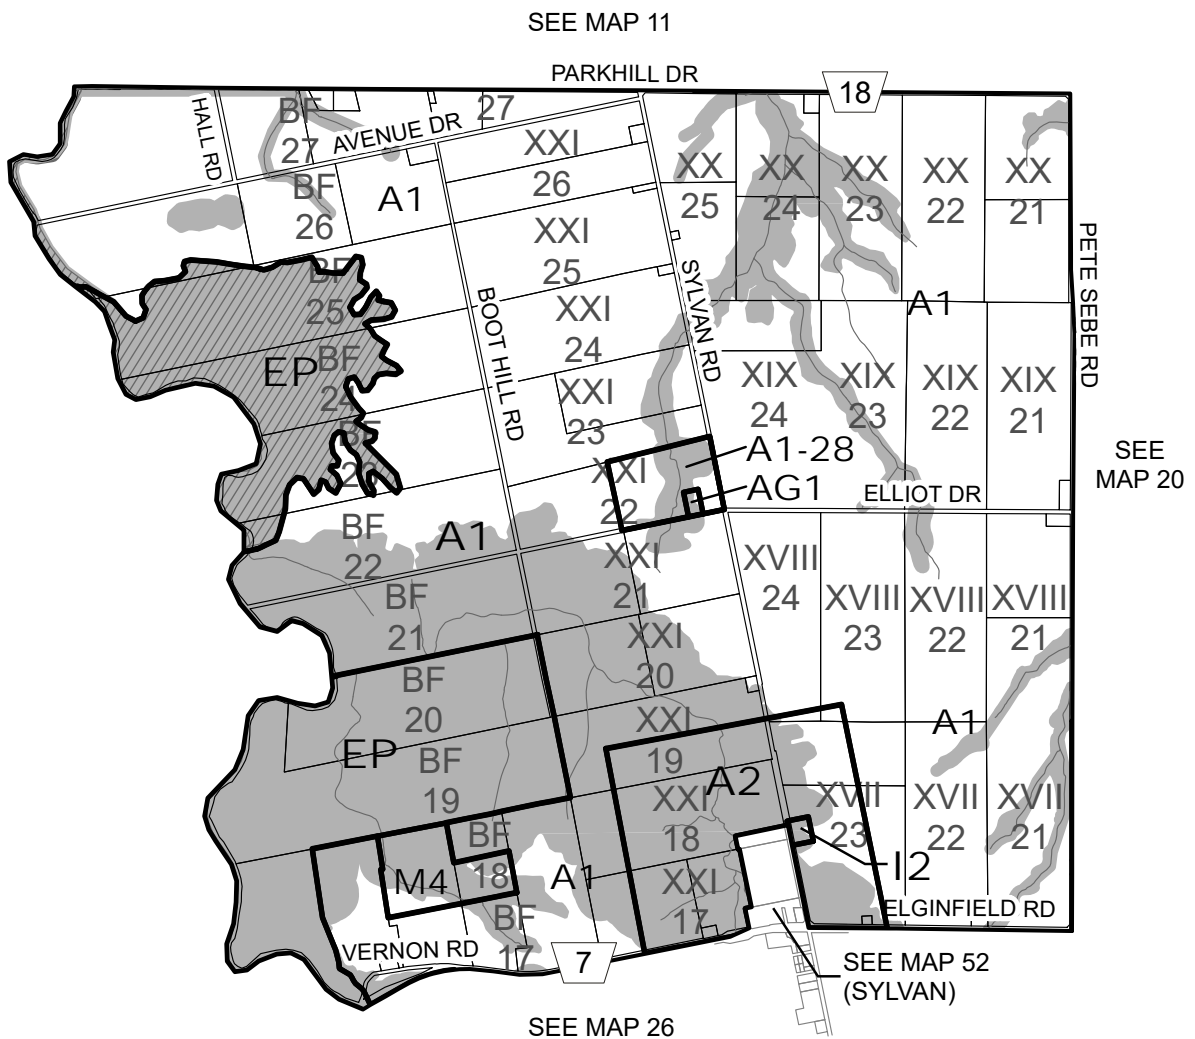 SEE MAP 11
PARKHILL DR
18
HALL RD
BF
27
AVENUE DR
27
XXI
26
BF
26
A1
XX
25
XX
24
XX
23
XX
22
XX
21
XXI
25
PETE SEBE RD
SYLVAN RD
BOOT HILL RD
BF
25
A1
XXI
24
EP
BF
24
XXI
23
XIX
24
XIX
23
XIX
22
XIX
21
BF
23
A1-28
AG1
XXI
22
ELLIOT DR
SEE
MAP 20
BF
22
A1
XXI
21
XVIII
24
XVIII
23
XVIII
22
XVIII
21
BF
21
XXI
20
BF
20
XXI
19
A1
EP
BF
19
A2
XXI
18
XVII
23
XVII
22
XVII
21
BF
18
M4
A1
I2
XXI
17
BF
17
ELGINFIELD RD
VERNON RD
7
SEE MAP 52
(SYLVAN)
SEE MAP 26